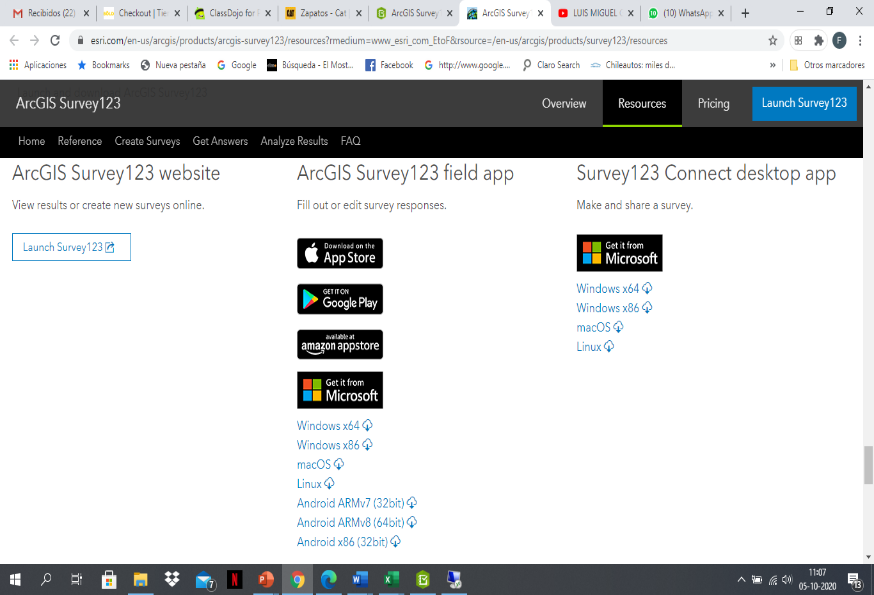 Recibidos (22)
Checkout | Tie
ClassDojo for
Zapatos - Cat
ArcGIS Survey
ArcGIS Survey
LUIS MIGUEL
(10) WhatsApp
esri.com/en-us/arcgis/products/arcgis-survey123/resources?rmedium=www_esri_com_EtoF&rsource=/en-us/arcgis/products/survey123/resources
F
Aplicaciones
Bookmarks
Nueva pestaña
Google
Búsqueda - El Most...
Facebook
http://www.google....
Claro Search
Chileautos: miles d...
»
Otros marcadores
ArcGIS Survey123
Overview
Resources
Pricing
Launch Survey123
Home
Reference
Create Surveys
Get Answers
Analyze Results
FAQ
ArcGIS Survey123 website
View results or create new surveys online.
Launch Survey123
ArcGIS Survey123 field app
Fill out or edit survey responses.
Download on the
App Store
GET IT ON
Google Play
available at
amazon appstore
Get it from
Microsoft
Windows x64
Windows x86
macOS
Linux
Android ARMv7 (32bit)
Android ARMv8 (64bit)
Android x86 (32bit)
Survey123 Connect desktop app
Make and share a survey.
Get it from
Microsoft
Windows x64
Windows x86
macOS
Linux
7
11:07
05-10-2020
13